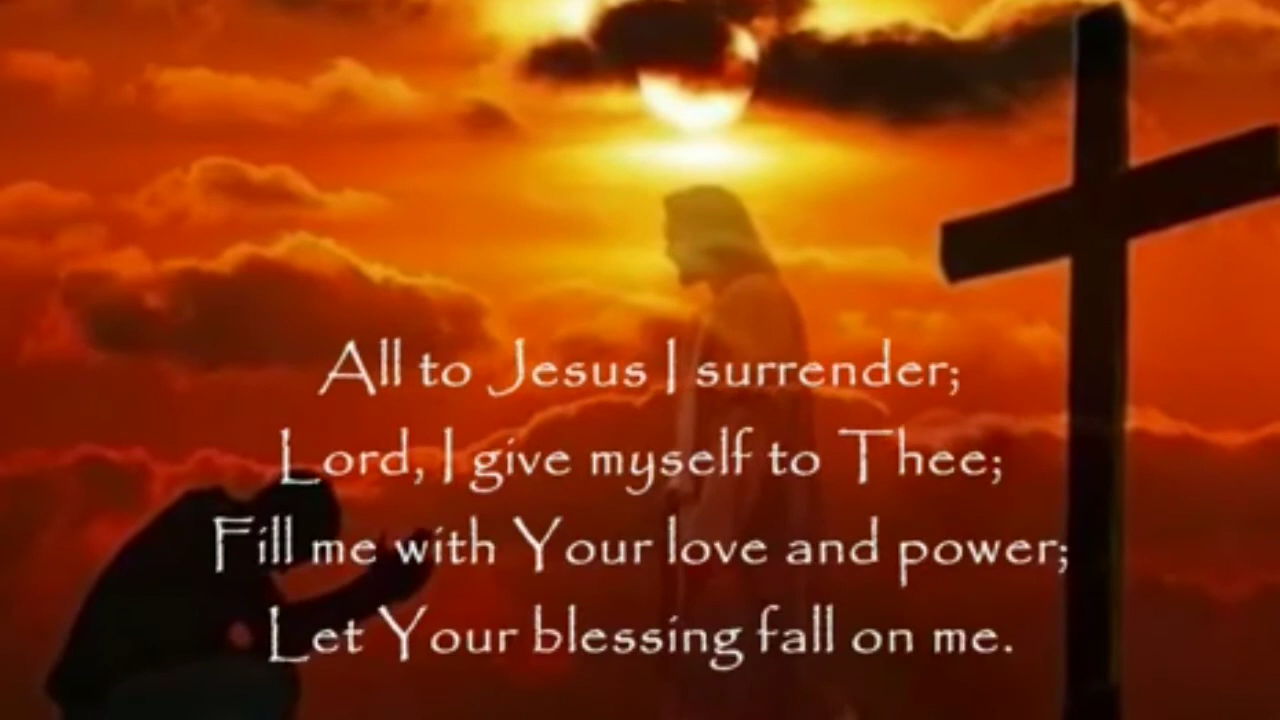 All to Jesus I surrender;
Lord, I give myself to Thee;
Fill me with Your love and power;
Let Your blessing fall on me.